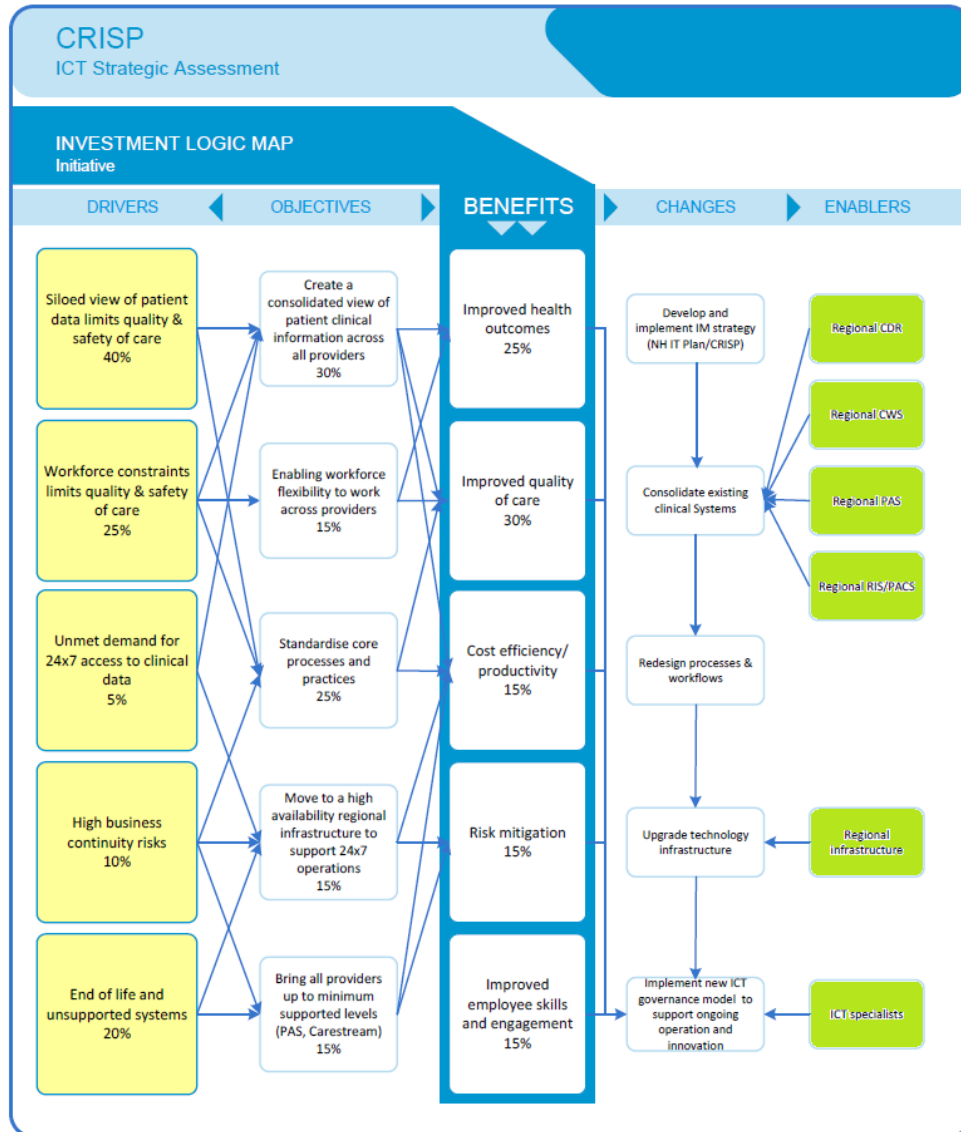 CRISP
ICT Strategic Assessment
INVESTMENT LOGIC MAP
Initiative
DRIVERS
OBJECTIVES
BENEFITS
CHANGES
ENABLERS
Siloed view of patient
data limits quality &
safety of care
40%
Workforce constraints
limits quality & safety
of care
25%
Unmet demand for
24x7 access to clinical
data
5%
High business
continuity risks
10%
End of life and
unsupported systems
20%
Create a
consolidated view of
patient clinical
information across
all providers
30%
Enabling workforce
flexibility to work
across providers
15%
Standardise core
processes and
practices
25%
Move to a high
availability regional
infrastructure to
support 24x7
operations
15%
Bring all providers
up to minimum
supported levels
(PAS, Carestream)
15%
Improved health
outcomes
25%
Improved quality
of care
30%
Cost efficiency/
productivity
15%
Risk mitigation
15%
Improved
employee skills
and engagement
15%
Develop and
implement IM strategy
(NH IT Plan/CRISP)
Consolidate existing
clinical Systems
Redesign processes &
workflows
Upgrade technology
infrastructure
Implement new ICT
governance model to
support ongoing
operation and
innovation
Regional CDR
Regional CWS
Regional PAS
Regional RIS/PACS
Regional
infrastructure
ICT specialists